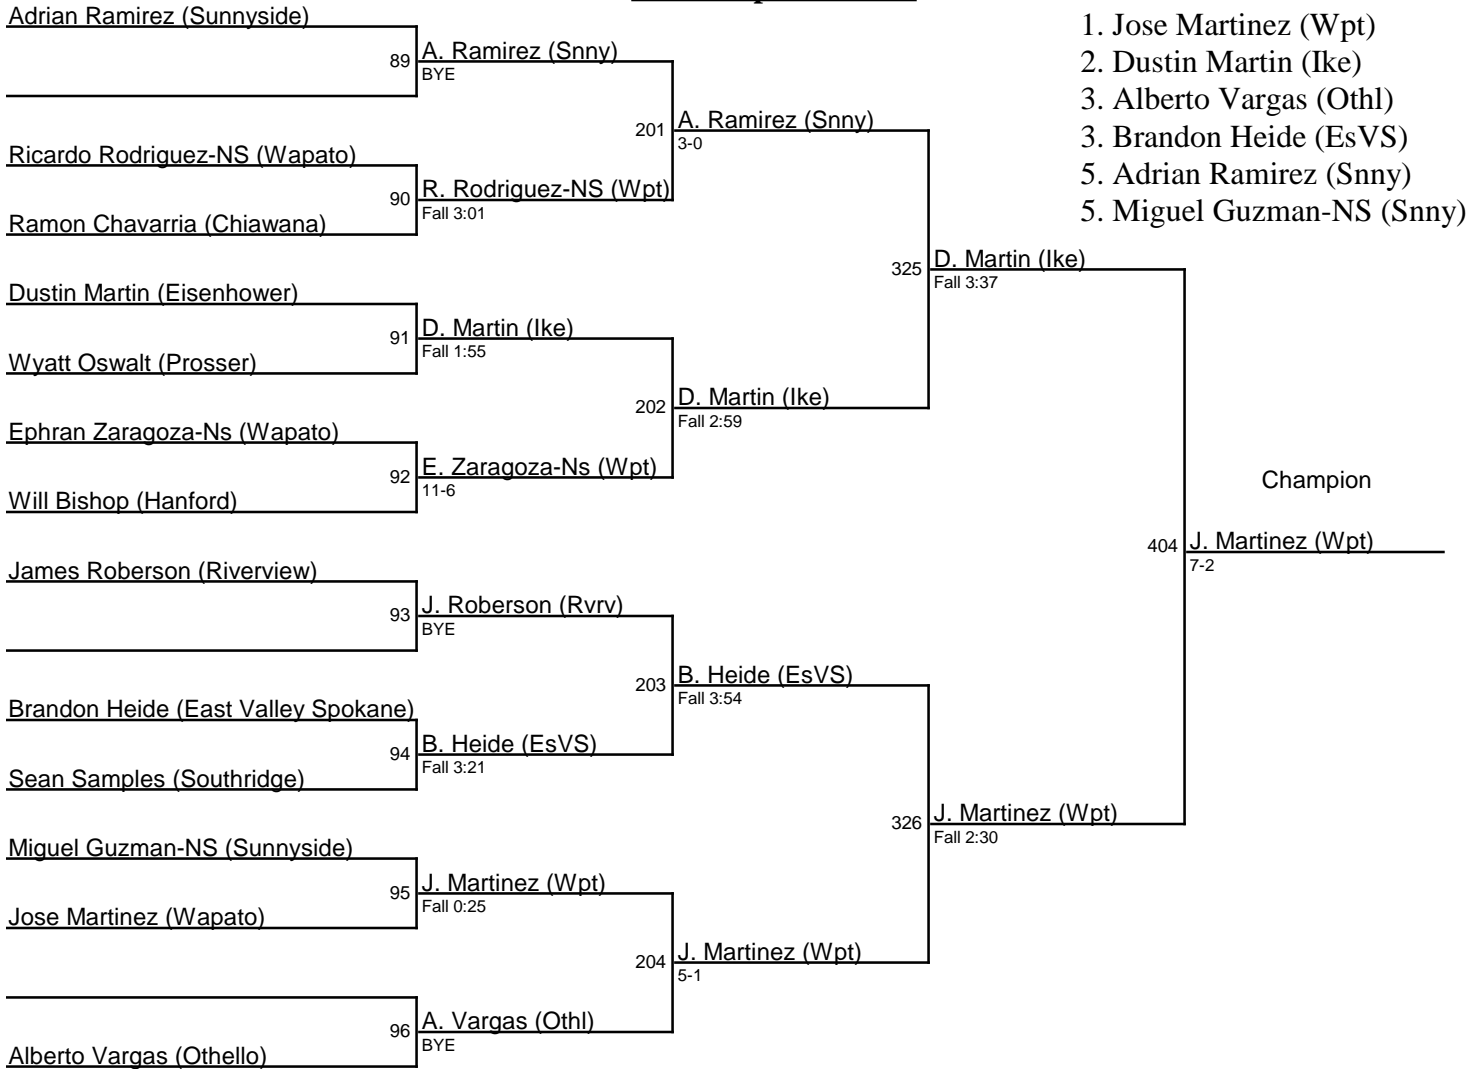 Adrian Ramirez (Sunnyside)
89
A. Ramirez (Snny)
BYE
201
A. Ramirez (Snny)
3-0
Ricardo Rodriguez-NS (Wapato)
90
R. Rodriguez-NS (Wpt)
Fall 3:01
Ramon Chavarria (Chiawana)
325
D. Martin (Ike)
Fall 3:37
Dustin Martin (Eisenhower)
91
D. Martin (Ike)
Fall 1:55
Wyatt Oswalt (Prosser)
202
D. Martin (Ike)
Fall 2:59
Ephran Zaragoza-Ns (Wapato)
92
E. Zaragoza-Ns (Wpt)
11-6
Will Bishop (Hanford)
Champion
404
J. Martinez (Wpt)
7-2
James Roberson (Riverview)
93
J. Roberson (Rvrv)
BYE
203
B. Heide (EsVS)
Fall 3:54
Brandon Heide (East Valley Spokane)
94
B. Heide (EsVS)
Fall 3:21
Sean Samples (Southridge)
326
J. Martinez (Wpt)
Fall 2:30
Miguel Guzman-NS (Sunnyside)
95
J. Martinez (Wpt)
Fall 0:25
Jose Martinez (Wapato)
204
J. Martinez (Wpt)
5-1
96
A. Vargas (Othl)
BYE
Alberto Vargas (Othello)
1. Jose Martinez (Wpt)
2. Dustin Martin (Ike)
3. Alberto Vargas (Othl)
3. Brandon Heide (EsVS)
5. Adrian Ramirez (Snny)
5. Miguel Guzman-NS (Snny)